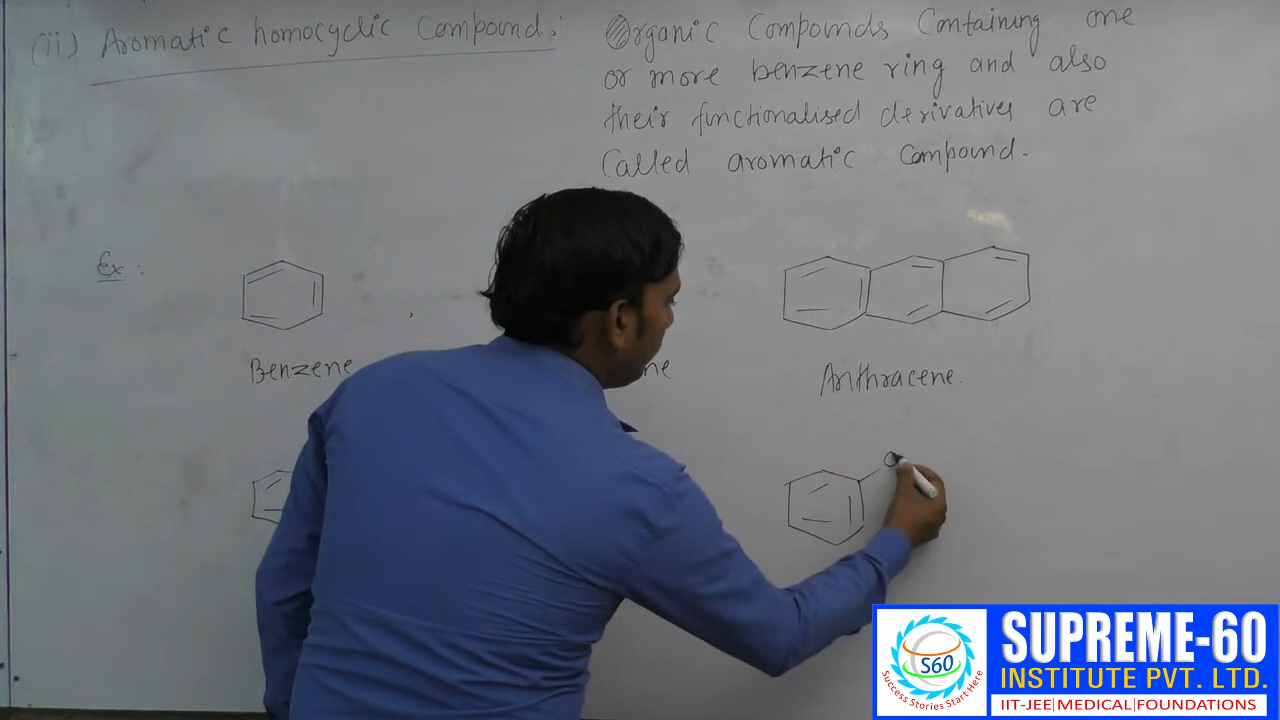 (ii) Aromatic homocyclic Compound: Organic Compounds Containing one
or more benzene ring and also
their functionalised derivatives are
Called aromatic Compound.
Ex:
Benzene
Anthracene.
S60
Success Stories Start Here
SUPREME-60
INSTITUTE PVT. LTD.
IIT-JEE|MEDICAL|FOUNDATIONS